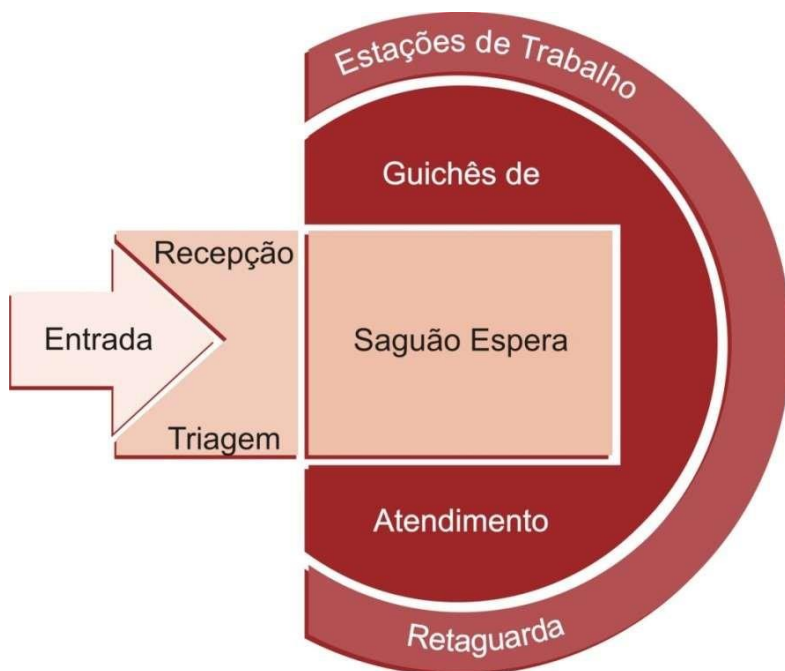 Estações de Trabalho
Guichês de
Recepção
Entrada
Saguão Espera
Triagem
Atendimento
Retaguarda